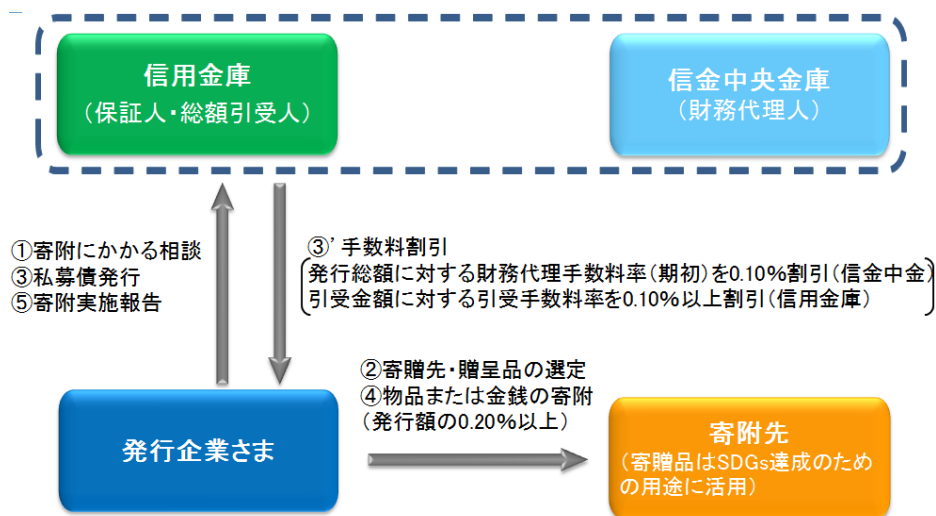 信用金庫
（保証人・総額引受人）
信金中央金庫
（財務代理人）
①寄附にかかる相談
③私募債発行
⑤寄附実施報告
③’手数料割引
発行総額に対する財務代理手数料率（期初）を0.10%割引（信金中金）
引受金額に対する引受手数料率を0.10%以上割引（信用金庫）
②寄贈先・贈呈品の選定
④物品または金銭の寄附
（発行額の0.20%以上）
発行企業さま
寄附先
（寄贈品はSDGs達成のため
の用途に活用）